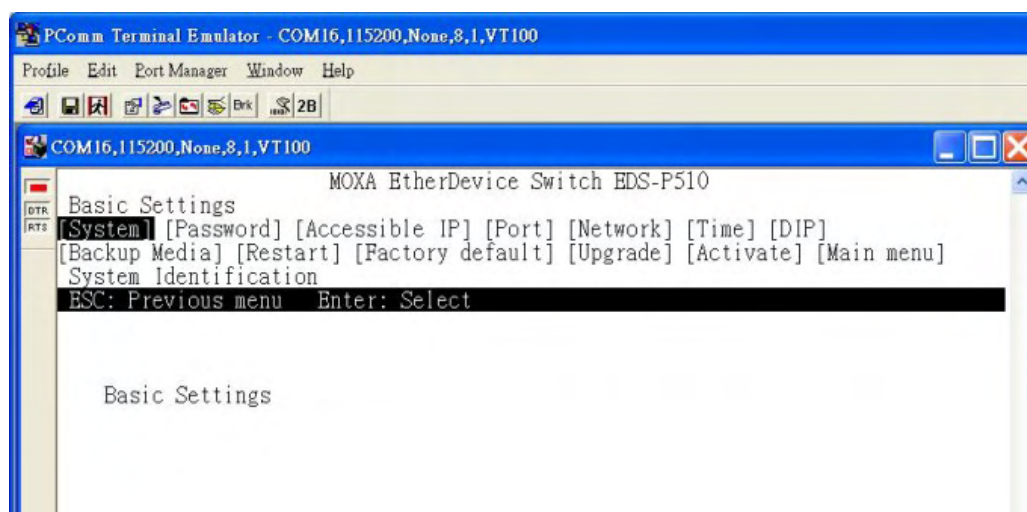 PComm Terminal Emulator - COM16,115200,None,8,1,VT100
Profile Edit Port Manager Window Help
Brk 2B
COM16,115200,None,8,1,VT100
MOXA EtherDevice Switch EDS-P510
DTR
RTS
Basic Settings
[System] [Password] [Accessible IP] [Port] [Network] [Time] [DIP]
[Backup Media] [Restart] [Factory default] [Upgrade] [Activate] [Main menu]
System Identification
ESC: Previous menu Enter: Select
Basic Settings